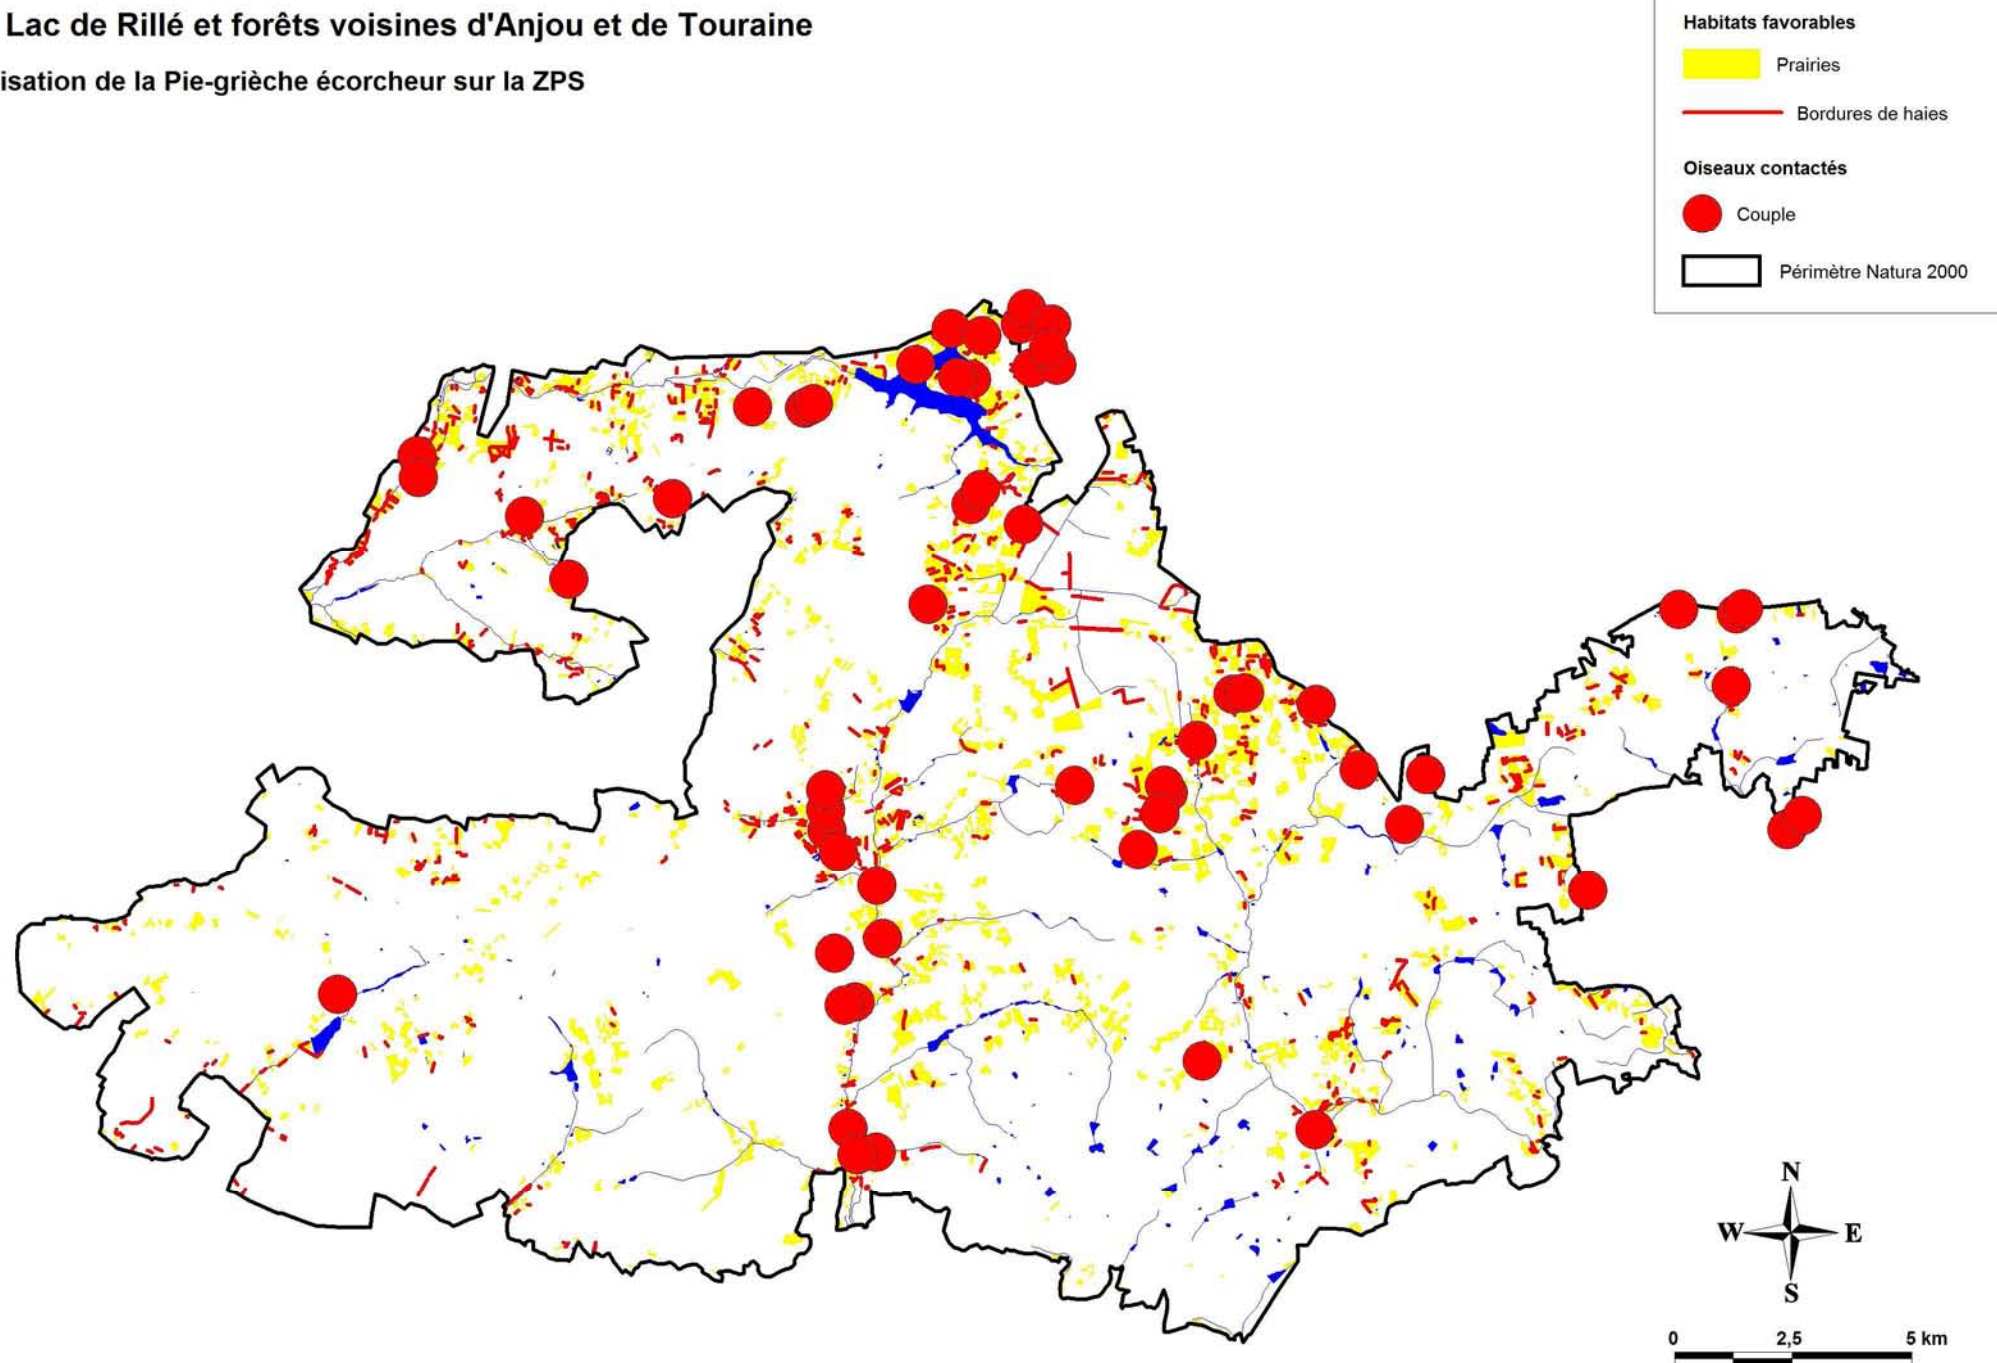 Lac de Rillé et forêts voisines d'Anjou et de Touraine
isation de la Pie-grièche écorcheur sur la ZPS
Habitats favorables
Prairies
Bordures de haies
Oiseaux contactés
Couple
Périmètre Natura 2000
N
W E
S
0 2,5 5 km